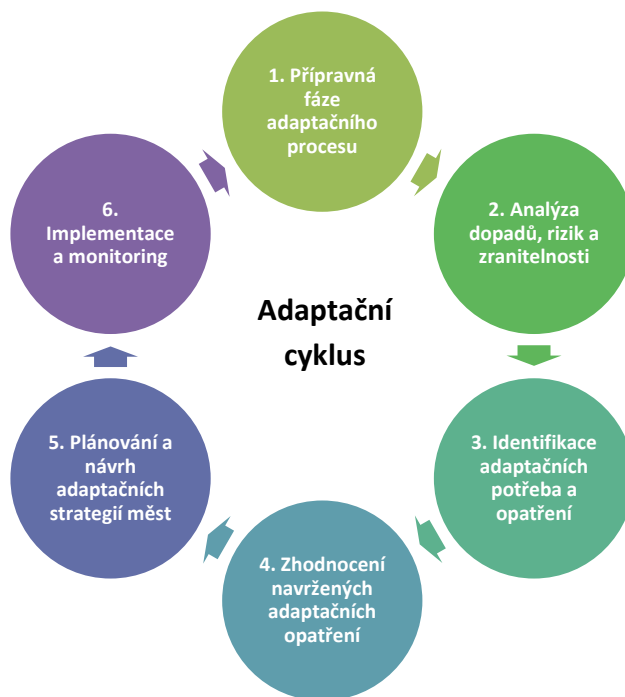 1. Přípravná
fáze
adaptačního
procesu
2. Analýza
dopadů, rizik a
zranitelnosti
3. Identifikace
adaptačních
potřeba a
opatření
4. Zhodnocení
navržených
adaptačních
opatření
5. Plánování a
návrh
adaptačních
strategií měst
6.
Implementace
a monitoring
Adaptační
cyklus